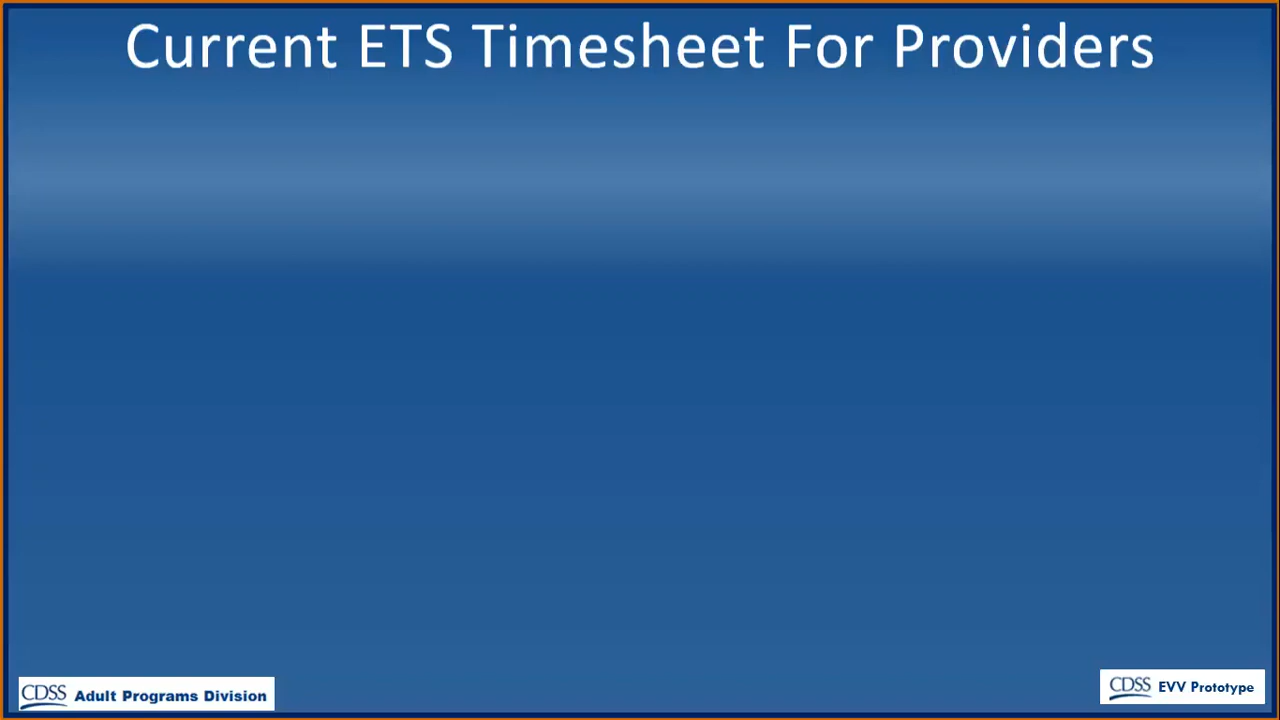 Current ETS Timesheet For Providers
CDSS Adult Programs Division
CDSS EVV Prototype